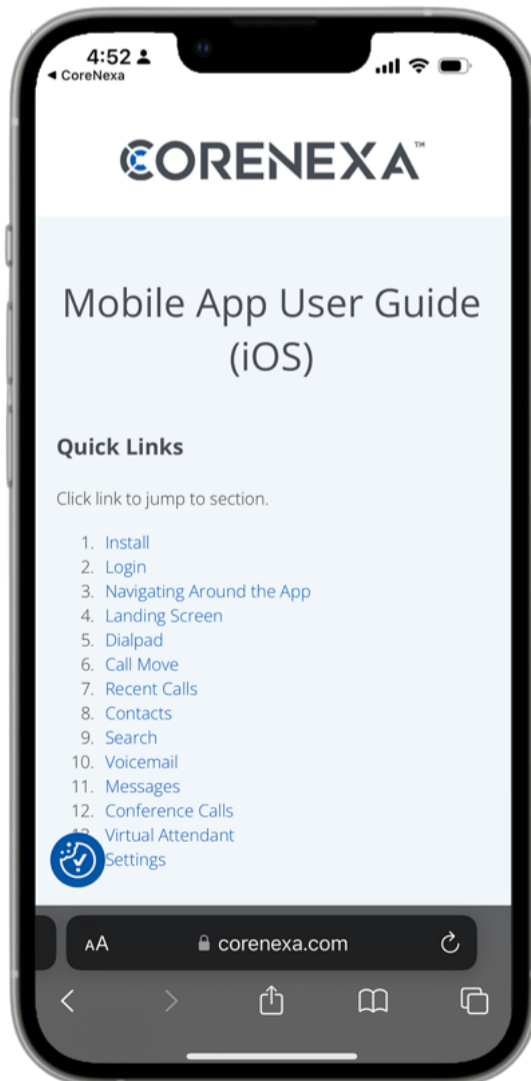 4:52
CoreNexa
CORENEXA™
Mobile App User Guide
(iOS)
Quick Links
Click link to jump to section.
1. Install
2. Login
3. Navigating Around the App
4. Landing Screen
5. Dialpad
6. Call Move
7. Recent Calls
8. Contacts
9. Search
10. Voicemail
11. Messages
12. Conference Calls
13. Virtual Attendant
Settings
AA corenexa.com